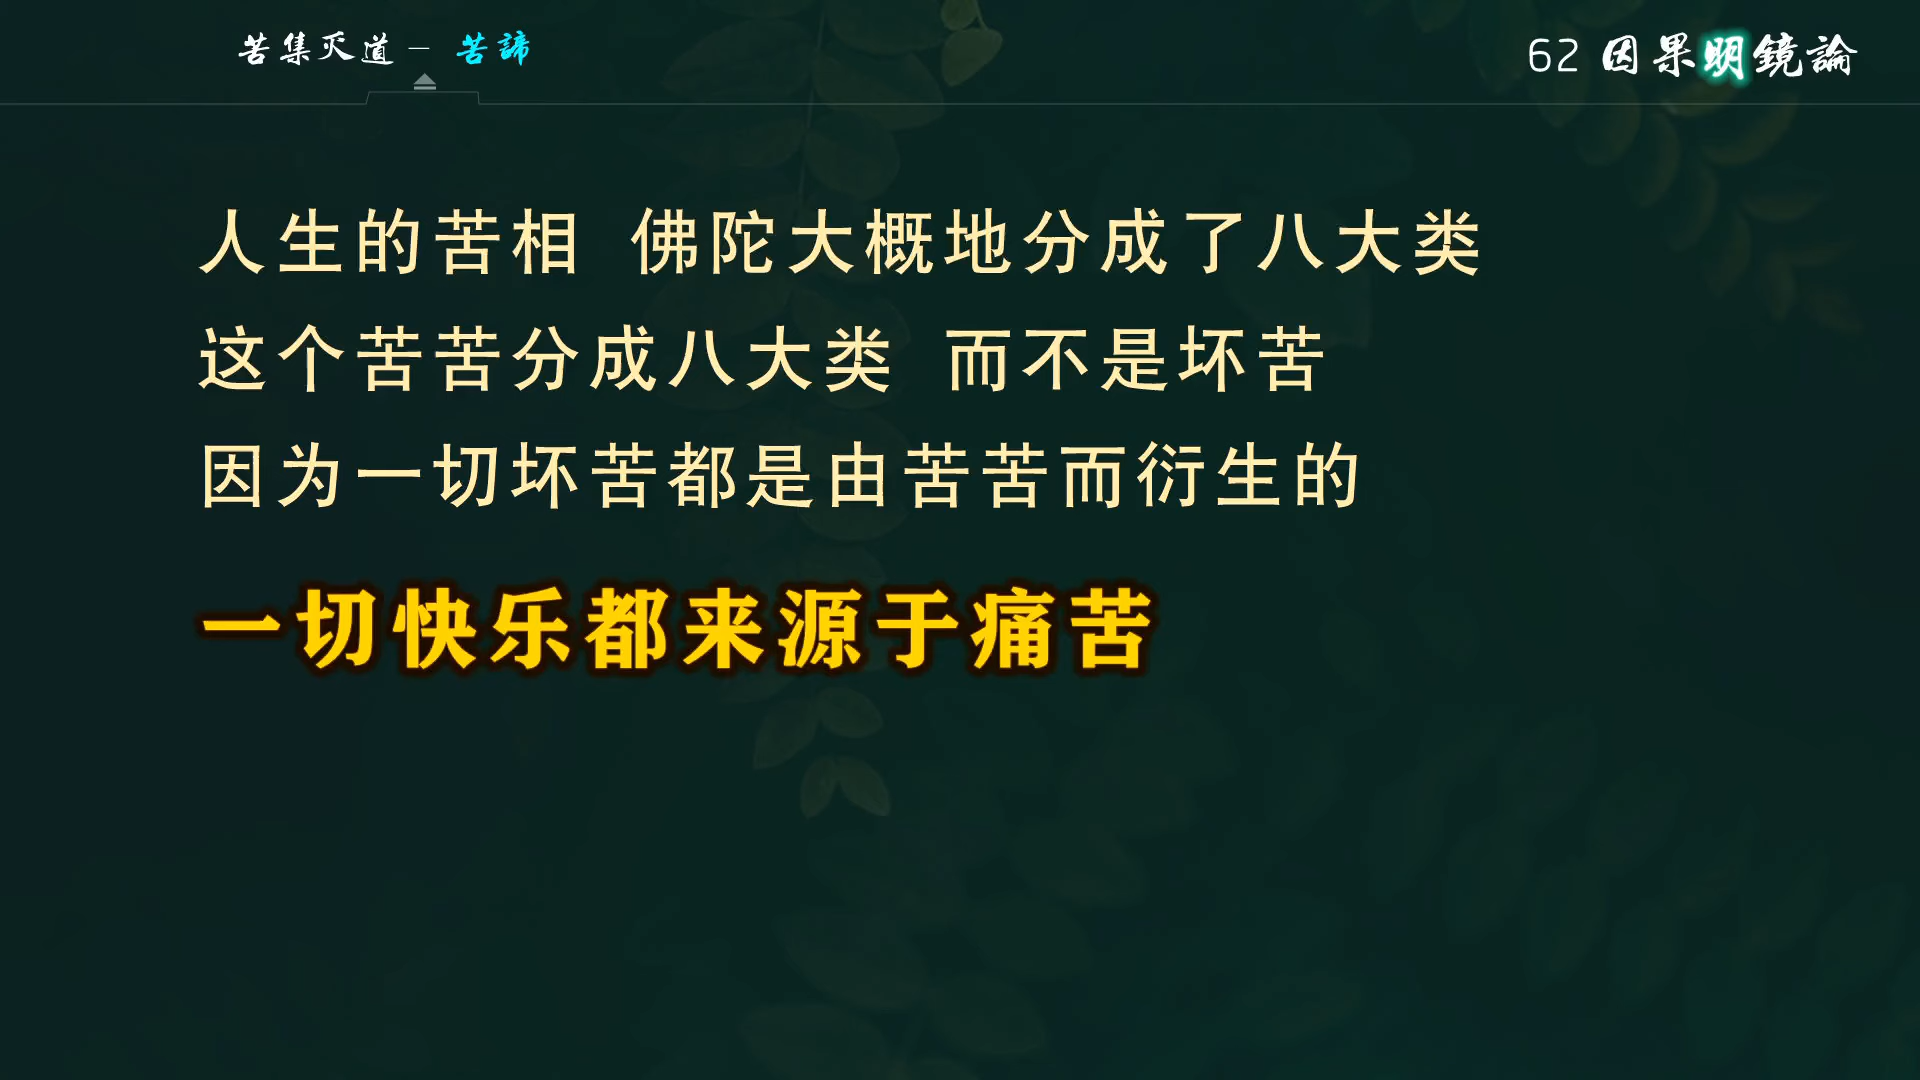 苦集灭道 – 苦諦
62 因果明鏡論
人生的苦相 佛陀大概地分成了八大类
这个苦苦分成八大类 而不是坏苦
因为一切坏苦都是由苦苦而衍生的
一切快乐都来源于痛苦